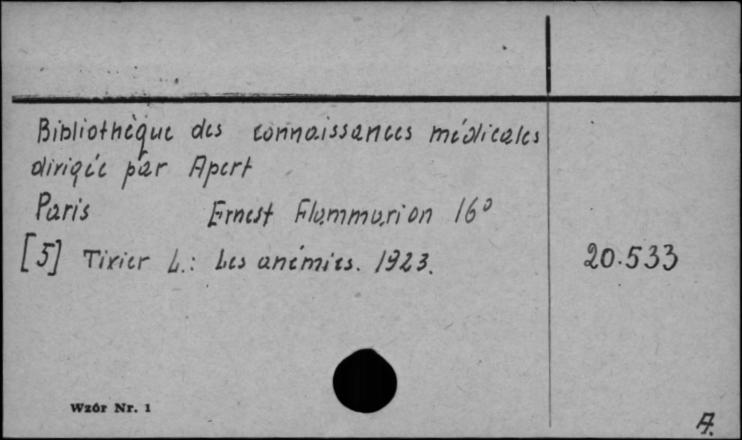 Bibliothèque des connaissances médicales
dirigée par Apert
Paris Ernest Flammarion 16°
[5] Tixier L.: Les anémies. 1923. 20.533
Wzór Nr. 1
A.